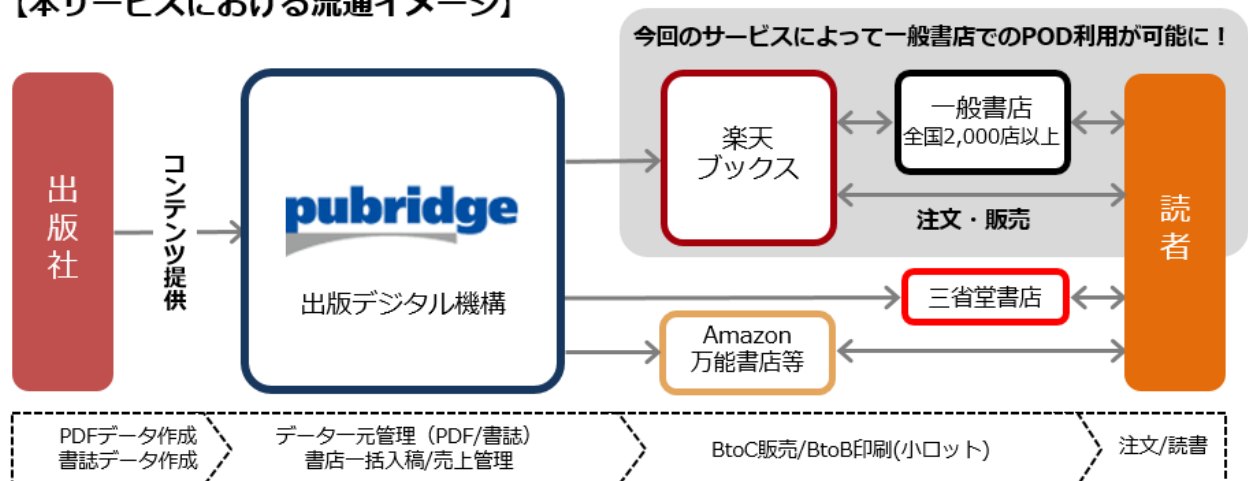 【本サービスにおける流通イメージ】
今回のサービスによって一般書店でのPOD利用が可能に！
出版社
コンテンツ提供
pubridge
出版デジタル機構
楽天
ブックス
一般書店
全国2,000店以上
注文・販売
三省堂書店
Amazon
万能書店等
読者
PDFデータ作成
書誌データ作成
データ一元管理（PDF/書誌）
書店一括入稿/売上管理
BtoC販売/BtoB印刷(小ロット)
注文/読書